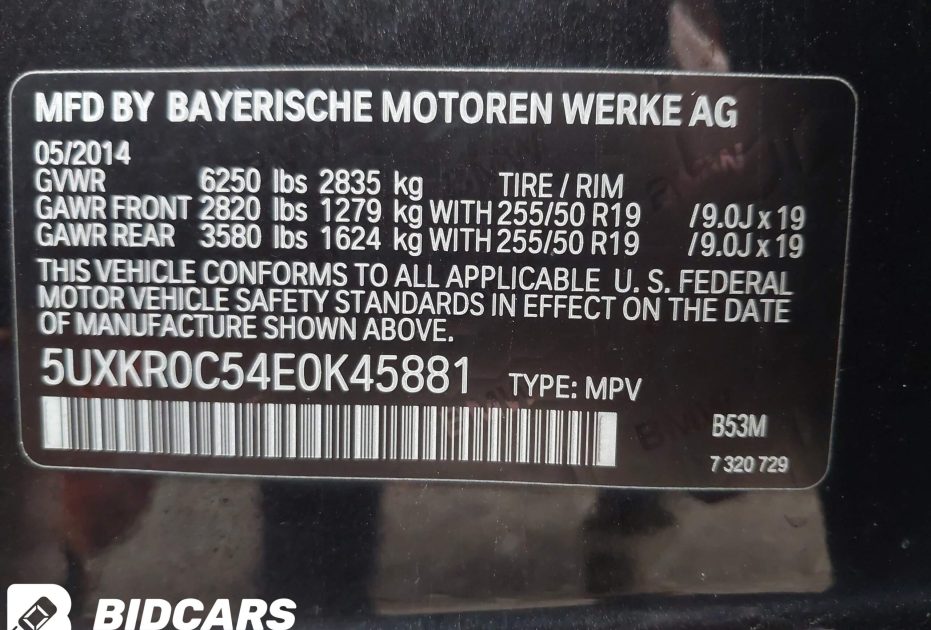 MFD BY BAYERISCHE MOTOREN WERKE AG
05/2014
GVWR 6250 lbs 2835 kg TIRE / RIM
GAWR FRONT 2820 lbs 1279 kg WITH 255/50 R19 /9.0J x 19
GAWR REAR 3580 lbs 1624 kg WITH 255/50 R19 /9.0J x 19
THIS VEHICLE CONFORMS TO ALL APPLICABLE U. S. FEDERAL
MOTOR VEHICLE SAFETY STANDARDS IN EFFECT ON THE DATE
OF MANUFACTURE SHOWN ABOVE.
5UXKR0C54E0K45881 TYPE: MPV
B53M
7 320 729
BIDCARS